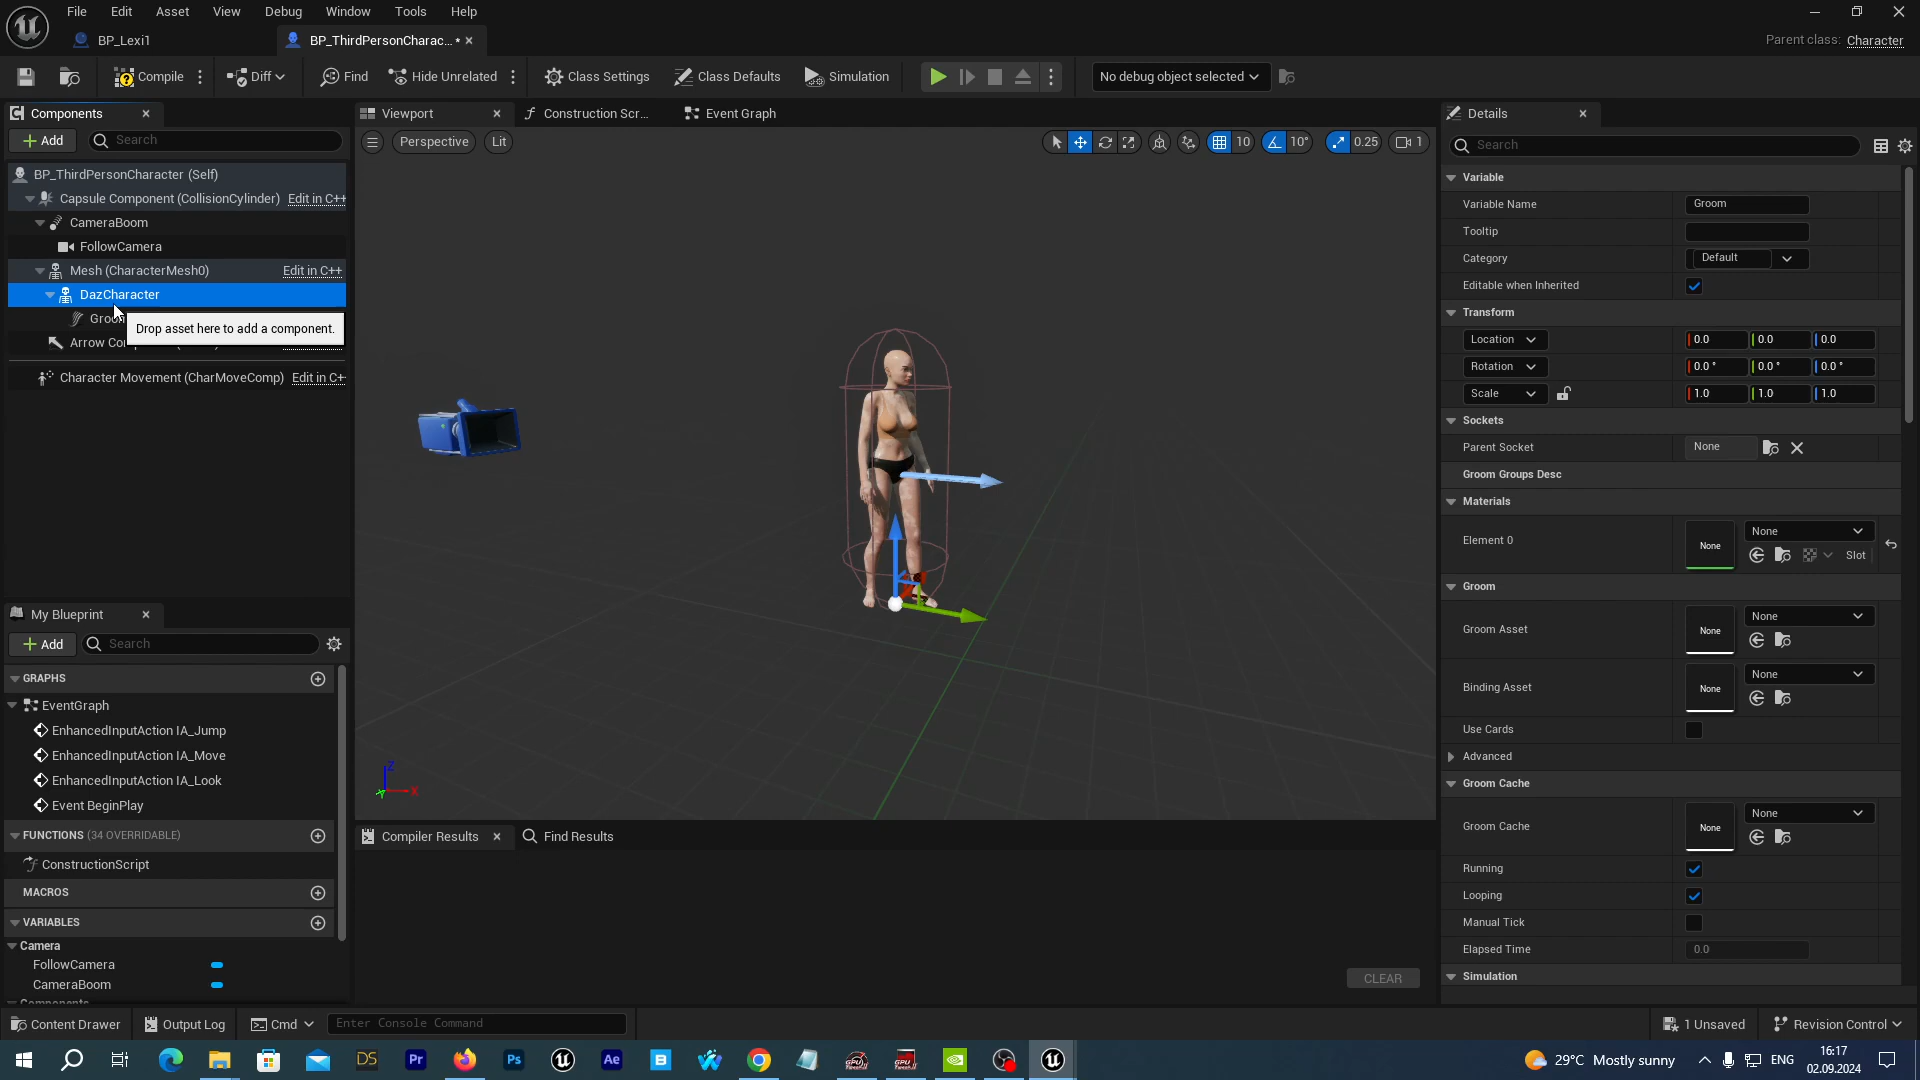 File Edit Asset View Debug Window Tools Help
BP_Lexi1 BP_ThirdPersonCharac... * Parent class: Character
Compile Diff Find Hide Unrelated Class Settings Class Defaults Simulation No debug object selected
Components Viewport Construction Scr... Event Graph Details
Add Search Perspective Lit 10 10° 0.25 1 Search
BP_ThirdPersonCharacter (Self)
Capsule Component (CollisionCylinder) Edit in C++
CameraBoom
FollowCamera
Mesh (CharacterMesh0) Edit in C++
DazCharacter
Drop asset here to add a component.
Character Movement (CharMoveComp) Edit in C+
My Blueprint
Add Search
GRAPHS
EventGraph
EnhancedInputAction IA_Jump
EnhancedInputAction IA_Move
EnhancedInputAction IA_Look
Event BeginPlay
FUNCTIONS (34 OVERRIDABLE)
ConstructionScript
MACROS
VARIABLES
Camera
FollowCamera
CameraBoom
Components
Z
X
Y
Compiler Results Find Results
CLEAR
Variable
Variable Name Groom
Tooltip
Category Default
Editable when Inherited
Transform
Location 0.0 0.0 0.0
Rotation 0.0 ° 0.0 ° 0.0 °
Scale 1.0 1.0 1.0
Sockets
Parent Socket None
Groom Groups Desc
Materials
Element 0 None None Slot
Groom
Groom Asset None None
Binding Asset None None
Use Cards
Advanced
Groom Cache
Groom Cache None None
Running
Looping
Manual Tick
Elapsed Time 0.0
Simulation
Content Drawer Output Log Cmd Enter Console Command 1 Unsaved Revision Control
29°C Mostly sunny ENG 16:17
02.09.2024